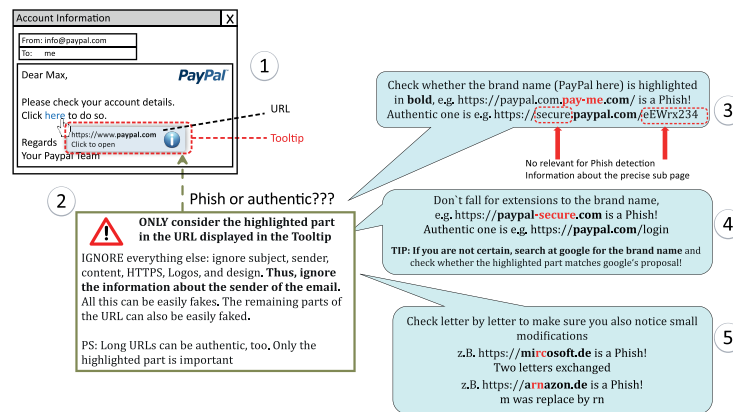 Account Information
X
From: info@paypal.com
To: me
Dear Max,
PayPal
Please check your account details.
Click here to do so.
https://www.paypal.com
Click to open
Regards
Your Paypal Team
1
URL
Tooltip
2
Phish or authentic???
ONLY consider the highlighted part
in the URL displayed in the Tooltip
IGNORE everything else: ignore subject, sender,
content, HTTPS, Logos, and design. Thus, ignore
the information about the sender of the email.
All this can be easily fakes. The remaining parts of
the URL can also be easily faked.
PS: Long URLs can be authentic, too. Only the
highlighted part is important
Check whether the brand name (PayPal here) is highlighted
in bold, e.g. https://paypal.com.pay-me.com/ is a Phish!
Authentic one is e.g. https://secure.paypal.com/eEWrx234
3
No relevant for Phish detection
Information about the precise sub page
Don`t fall for extensions to the brand name,
e.g. https://paypal-secure.com is a Phish!
Authentic one is e.g. https://paypal.com/login
TIP: If you are not certain, search at google for the brand name and
check whether the highlighted part matches google's proposal!
4
Check letter by letter to make sure you also notice small
modifications
z.B. https://mircosoft.de is a Phish!
Two letters exchanged
z.B. https://arnazon.de is a Phish!
m was replace by rn
5